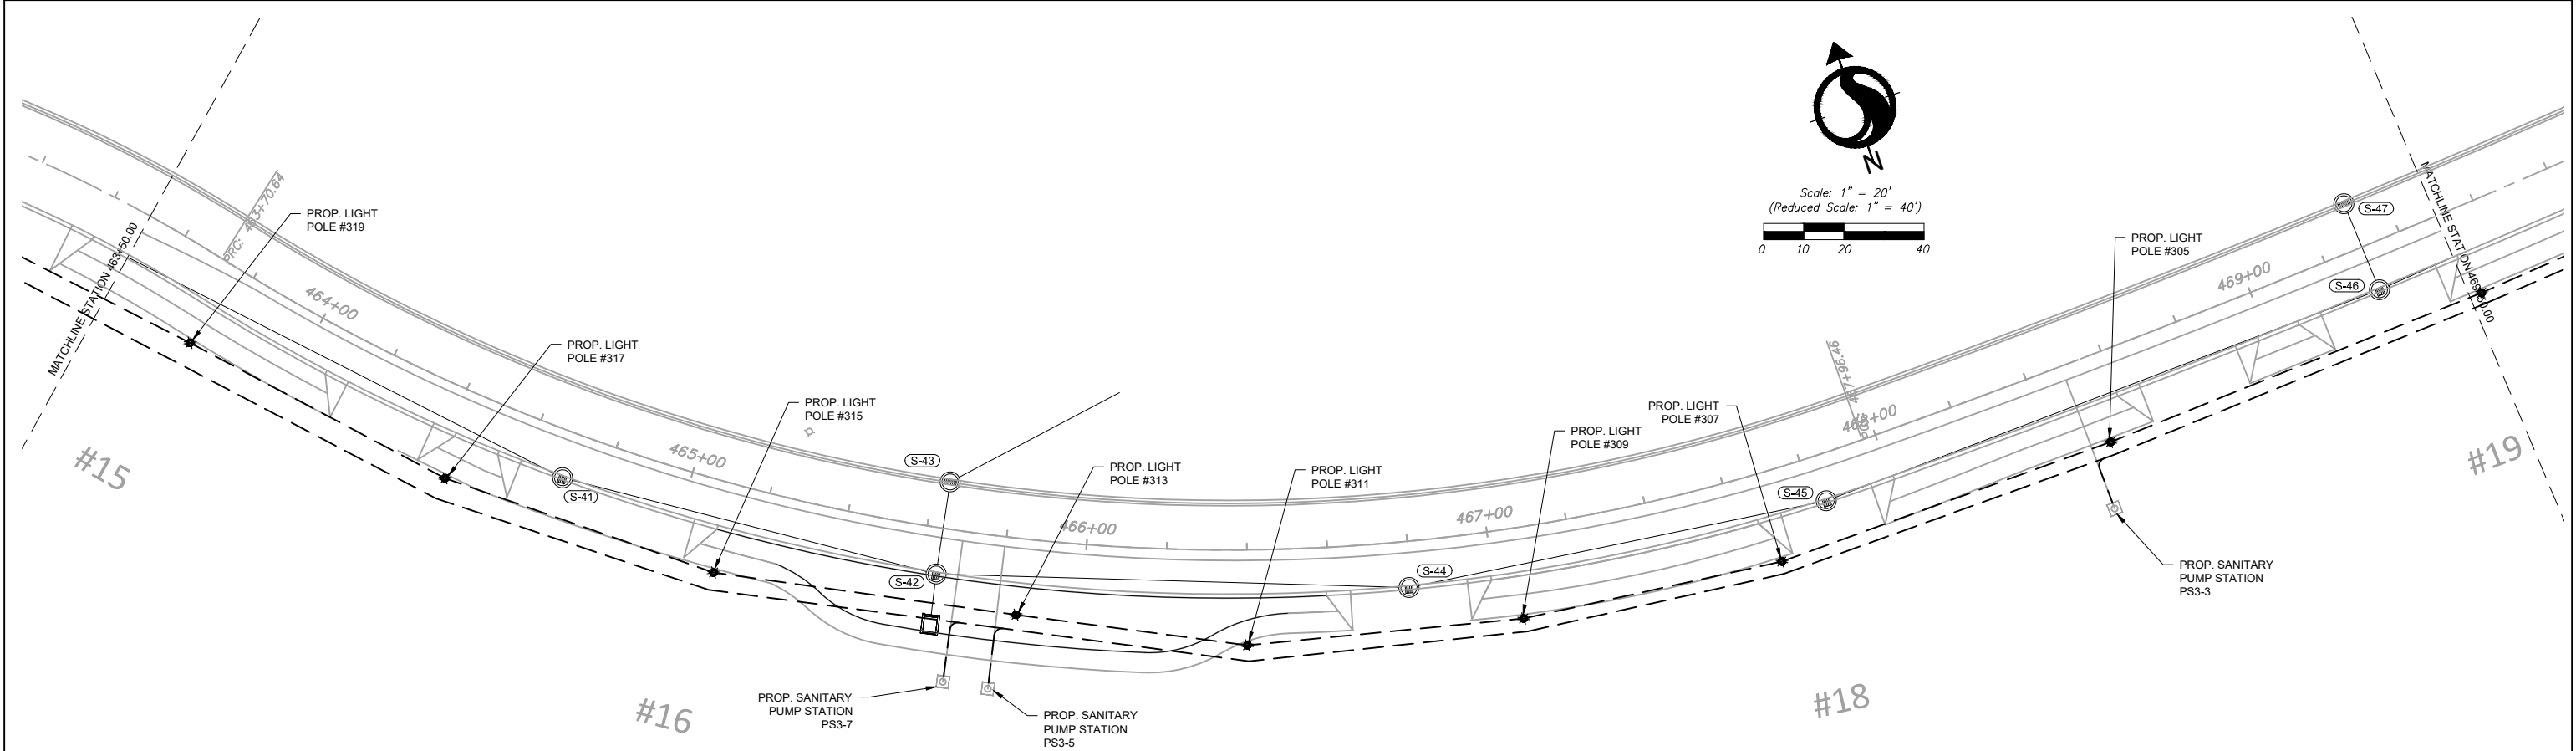 MATCHLINE STATION 463+50.00
PRC: 463+70.64
PROP. LIGHT
POLE #319
464+00
PROP. LIGHT
POLE #317
PROP. LIGHT
POLE #315
465+00
S-41
S-43
S-42
PROP. LIGHT
POLE #313
466+00
PROP. LIGHT
POLE #311
S-44
467+00
PROP. LIGHT
POLE #309
PROP. LIGHT
POLE #307
S-45
468+00
467+96.46
N
Scale: 1" = 20'
(Reduced Scale: 1" = 40')
0 10 20 40
PROP. LIGHT
POLE #305
469+00
S-47
S-46
MATCHLINE STATION 469+50.00
#15
#16
#18
#19
PROP. SANITARY
PUMP STATION
PS3-7
PROP. SANITARY
PUMP STATION
PS3-5
PROP. SANITARY
PUMP STATION
PS3-3